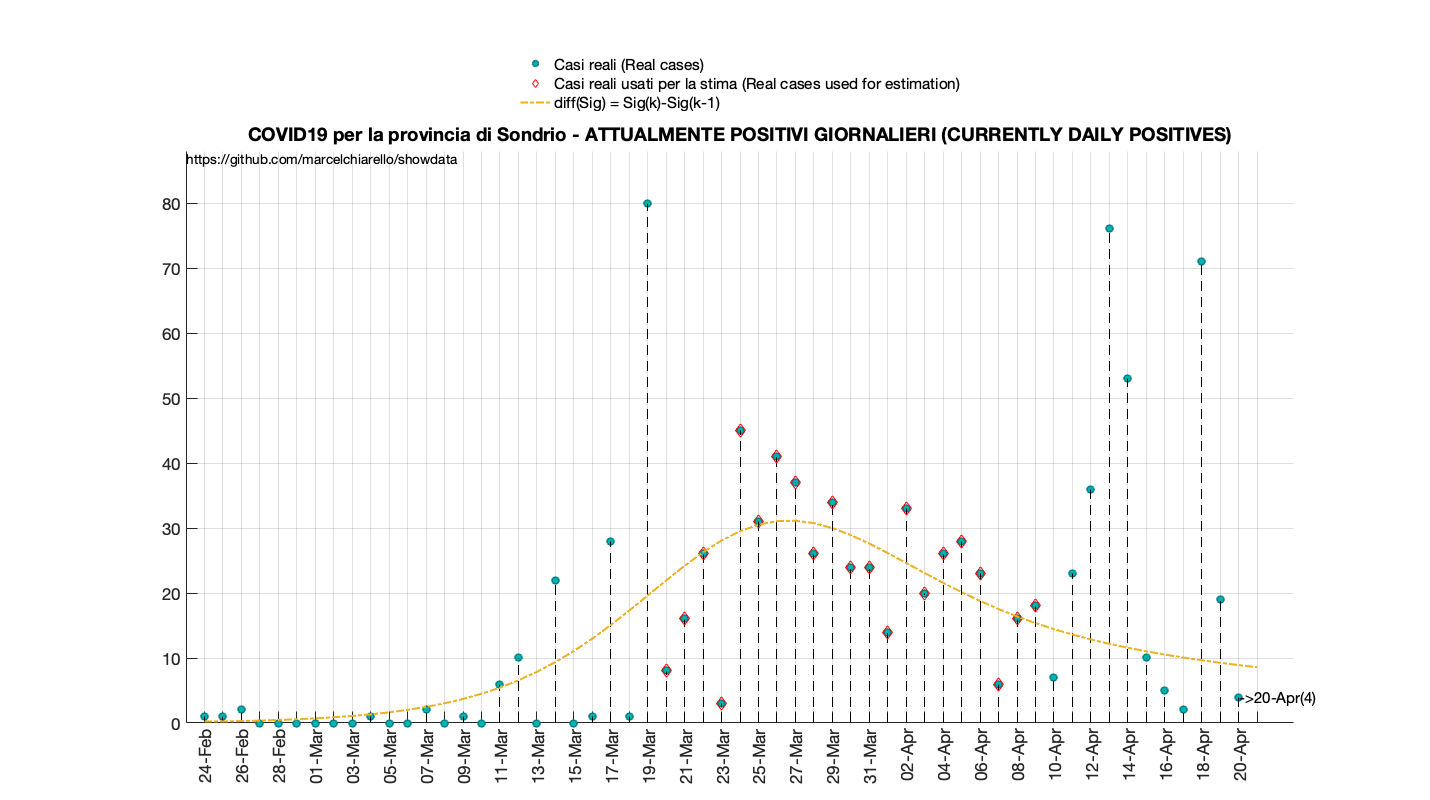 Casi reali (Real cases)
Casi reali usati per la stima (Real cases used for estimation)
diff(Sig) = Sig(k)-Sig(k-1)
COVID19 per la provincia di Sondrio - ATTUALMENTE POSITIVI GIORNALIERI (CURRENTLY DAILY POSITIVES)
https://github.com/marcelchiarello/showdata
80
70
60
50
40
30
20
10
0
->20-Apr(4)
24-Feb
26-Feb
28-Feb
01-Mar
03-Mar
05-Mar
07-Mar
09-Mar
11-Mar
13-Mar
15-Mar
17-Mar
19-Mar
21-Mar
23-Mar
25-Mar
27-Mar
29-Mar
31-Mar
02-Apr
04-Apr
06-Apr
08-Apr
10-Apr
12-Apr
14-Apr
16-Apr
18-Apr
20-Apr